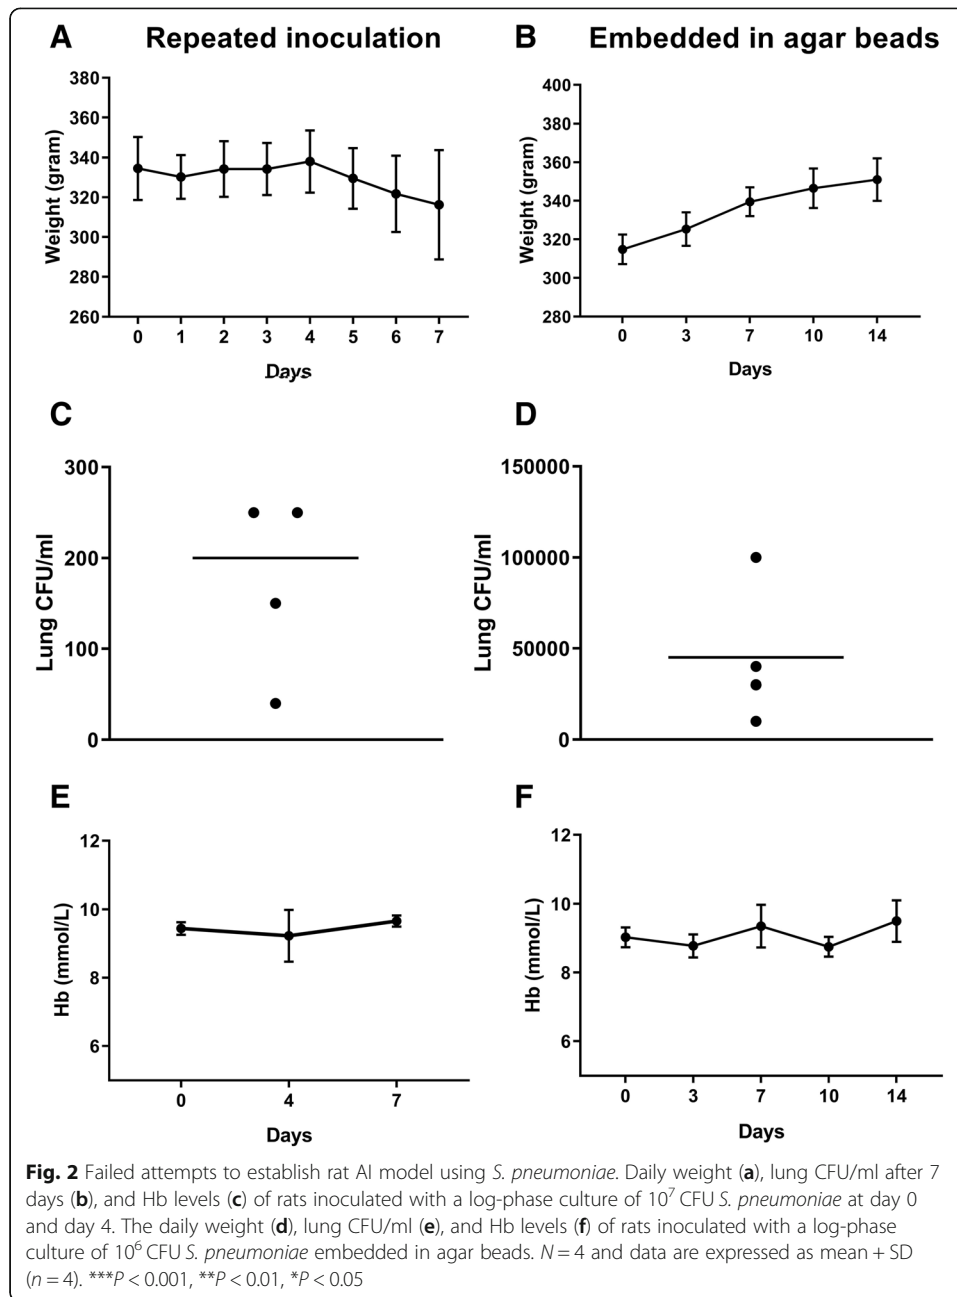 A Repeated inoculation
B Embedded in agar beads
380
360
340
320
300
280
260
Weight (gram)
0 1 2 3 4 5 6 7
Days
400
380
360
340
320
300
280
Weight (gram)
0 3 7 10 14
Days
C
300
200
100
0
Lung CFU/ml
D
150000
100000
50000
0
Lung CFU/ml
E
12
10
8
6
Hb (mmol/L)
0 4 7
Days
F
12
10
8
6
Hb (mmol/L)
0 3 7 10 14
Days
Fig. 2 Failed attempts to establish rat AI model using S. pneumoniae. Daily weight (a), lung CFU/ml after 7
days (b), and Hb levels (c) of rats inoculated with a log-phase culture of 10⁷ CFU S. pneumoniae at day 0
and day 4. The daily weight (d), lung CFU/ml (e), and Hb levels (f) of rats inoculated with a log-phase
culture of 10⁶ CFU S. pneumoniae embedded in agar beads. N = 4 and data are expressed as mean + SD
(n = 4). ***P < 0.001, **P < 0.01, *P < 0.05